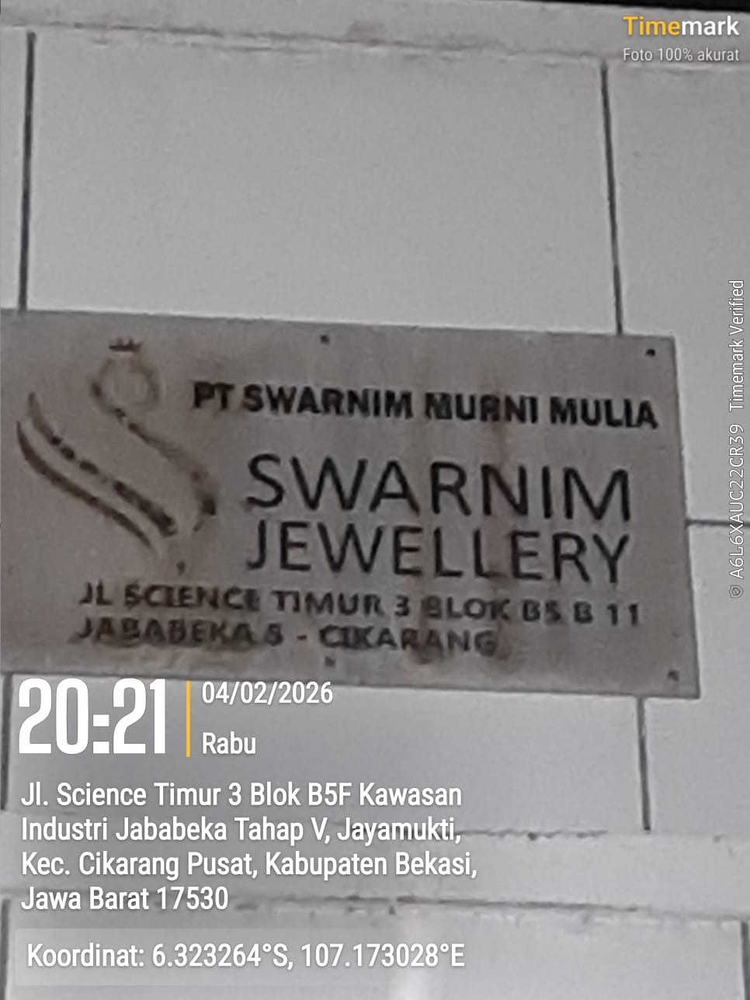 Timemark
Foto 100% akurat
PT SWARNIM MURNI MULIA
SWARNIM
JEWELLERY
JL SCIENCE TIMUR 3 BLOK B5 B 11
JABABEKA 5 - CIKARANG
20:21
04/02/2026
Rabu
Jl. Science Timur 3 Blok B5F Kawasan
Industri Jababeka Tahap V, Jayamukti,
Kec. Cikarang Pusat, Kabupaten Bekasi,
Jawa Barat 17530
Koordinat: 6.323264°S, 107.173028°E
© A6L6XAUC22CR39 Timemark Verified